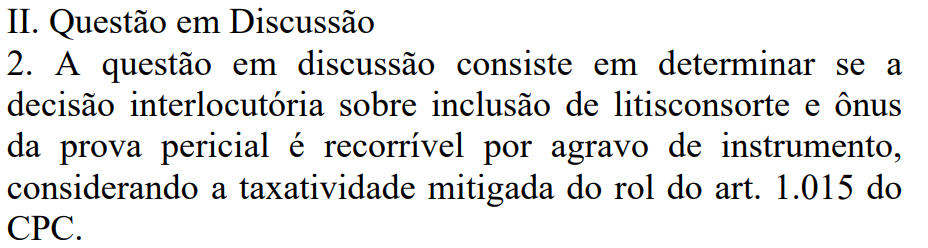 II. Questão em Discussão
2. A questão em discussão consiste em determinar se a
decisão interlocutória sobre inclusão de litisconsorte e ônus
da prova pericial é recorrível por agravo de instrumento,
considerando a taxatividade mitigada do rol do art. 1.015 do
CPC.